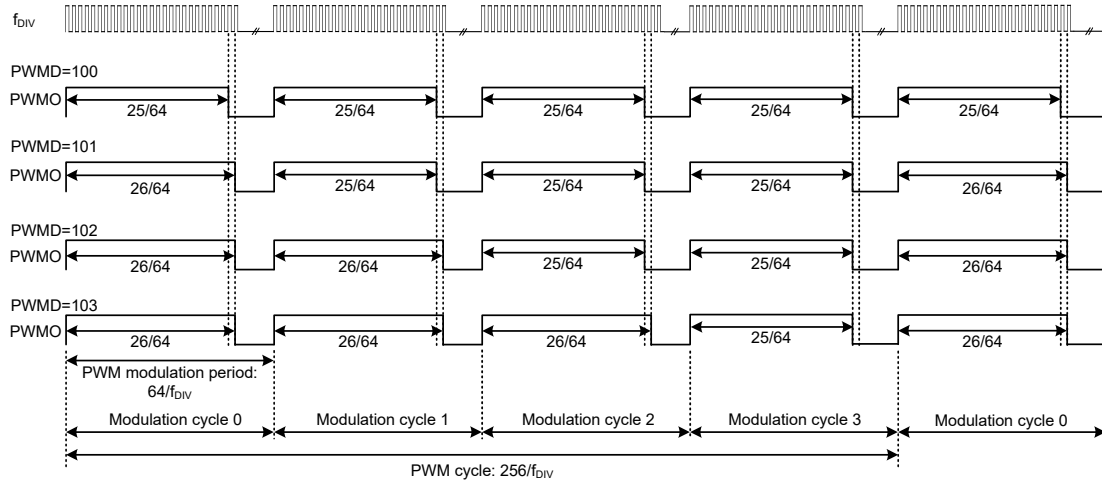 fDIV
PWMD=100
PWMO
25/64 25/64 25/64 25/64 25/64
PWMD=101
PWMO
26/64 25/64 25/64 25/64 26/64
PWMD=102
PWMO
26/64 26/64 25/64 25/64 26/64
PWMD=103
PWMO
26/64 26/64 26/64 25/64 26/64
PWM modulation period:
64/fDIV
Modulation cycle 0 Modulation cycle 1 Modulation cycle 2 Modulation cycle 3 Modulation cycle 0
PWM cycle: 256/fDIV